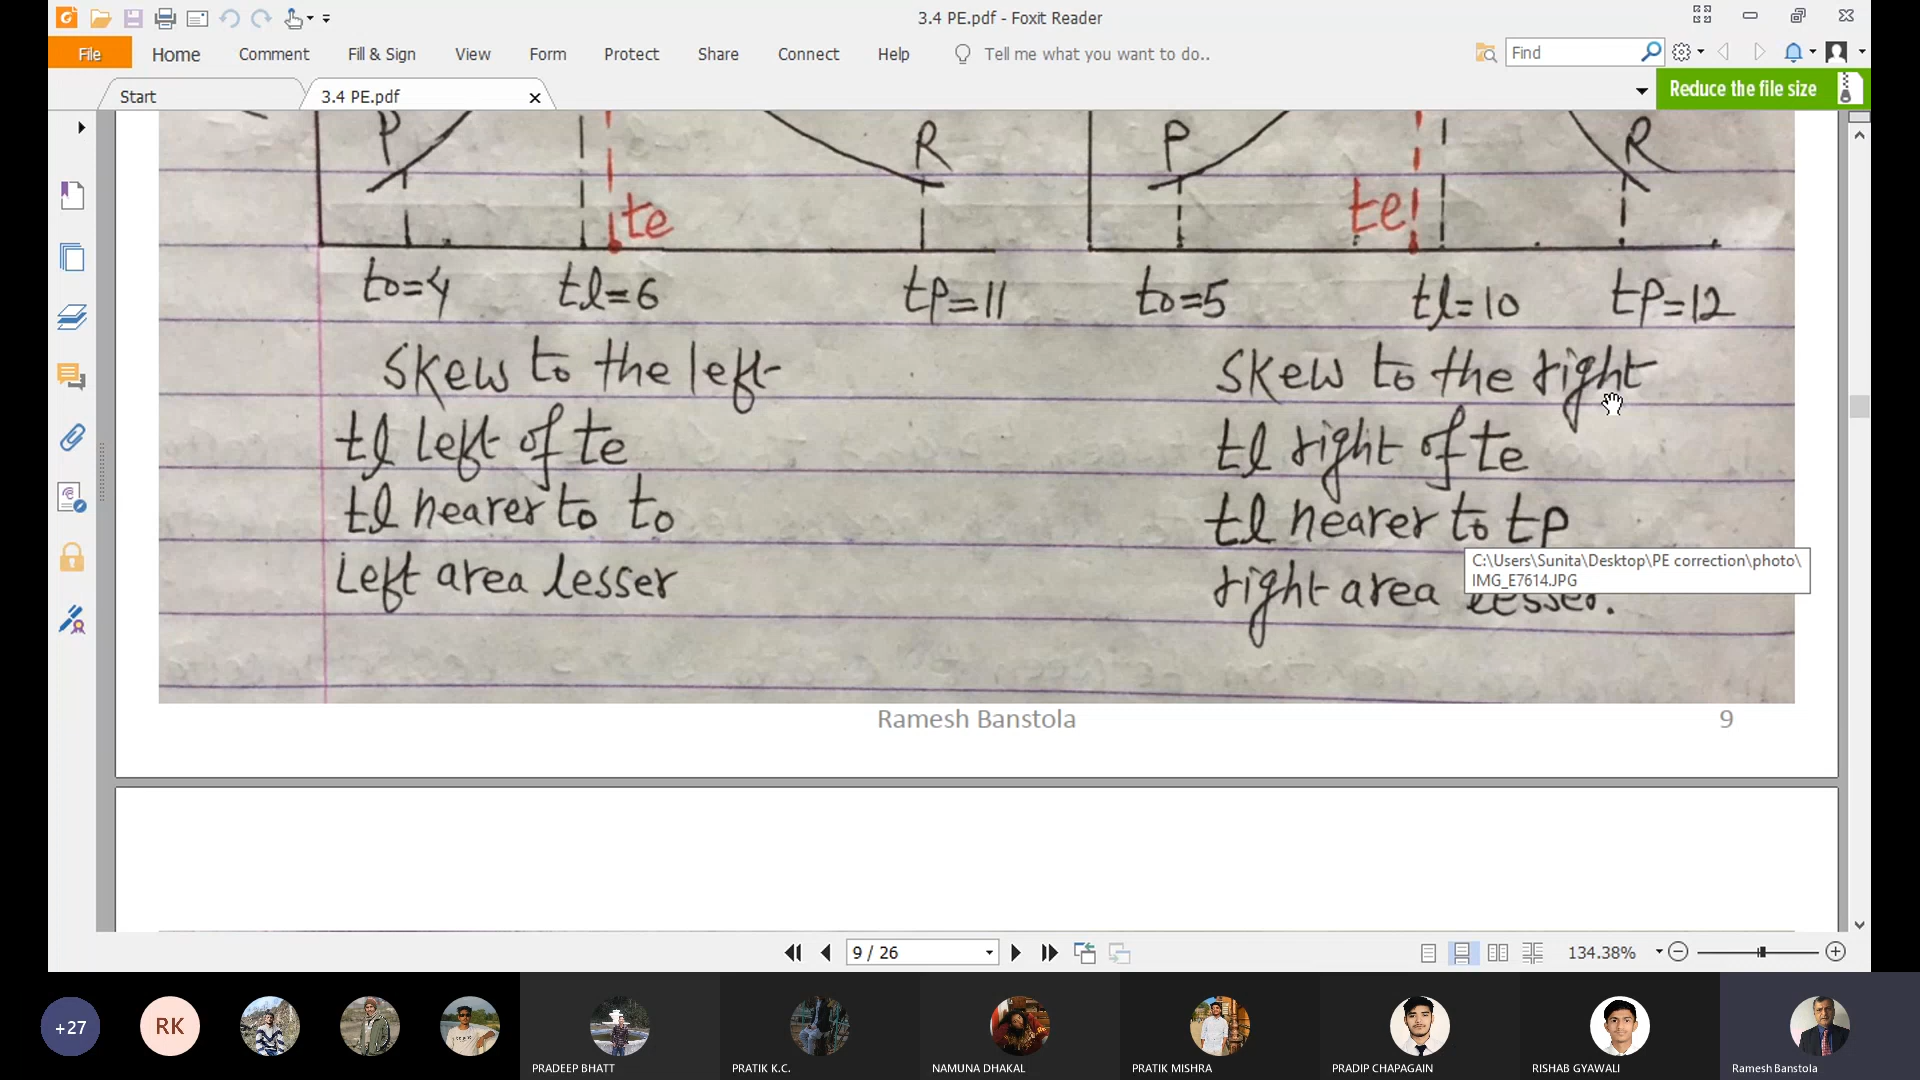 3.4 PE.pdf - Foxit Reader
File Home Comment Fill & Sign View Form Protect Share Connect Help Tell me what you want to do.. Find
Start 3.4 PE.pdf Reduce the file size
P R P R
te te
to=4 tl=6 tp=11 to=5 tl=10 tp=12
Skew to the left Skew to the right
tl left of te tl right of te
tl nearer to to tl nearer to tp
C:\Users\Sunita\Desktop\PE correction\photo\
IMG_E7614.JPG
Left area lesser right area lesser.
Ramesh Banstola 9
9 / 26 134.38%
+27 RK
PRADEEP BHATT PRATIK K.C. NAMUNA DHAKAL PRATIK MISHRA PRADIP CHAPAGAIN RISHAB GYAWALI Ramesh Banstola